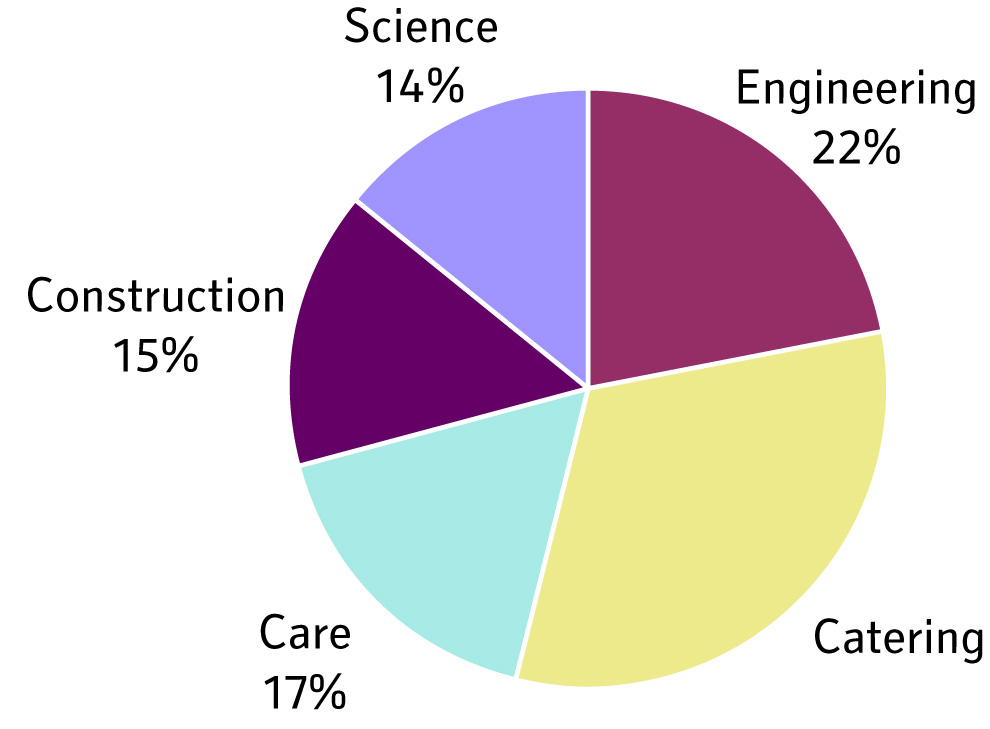 Science
14%
Engineering
22%
Construction
15%
Care
17%
Catering